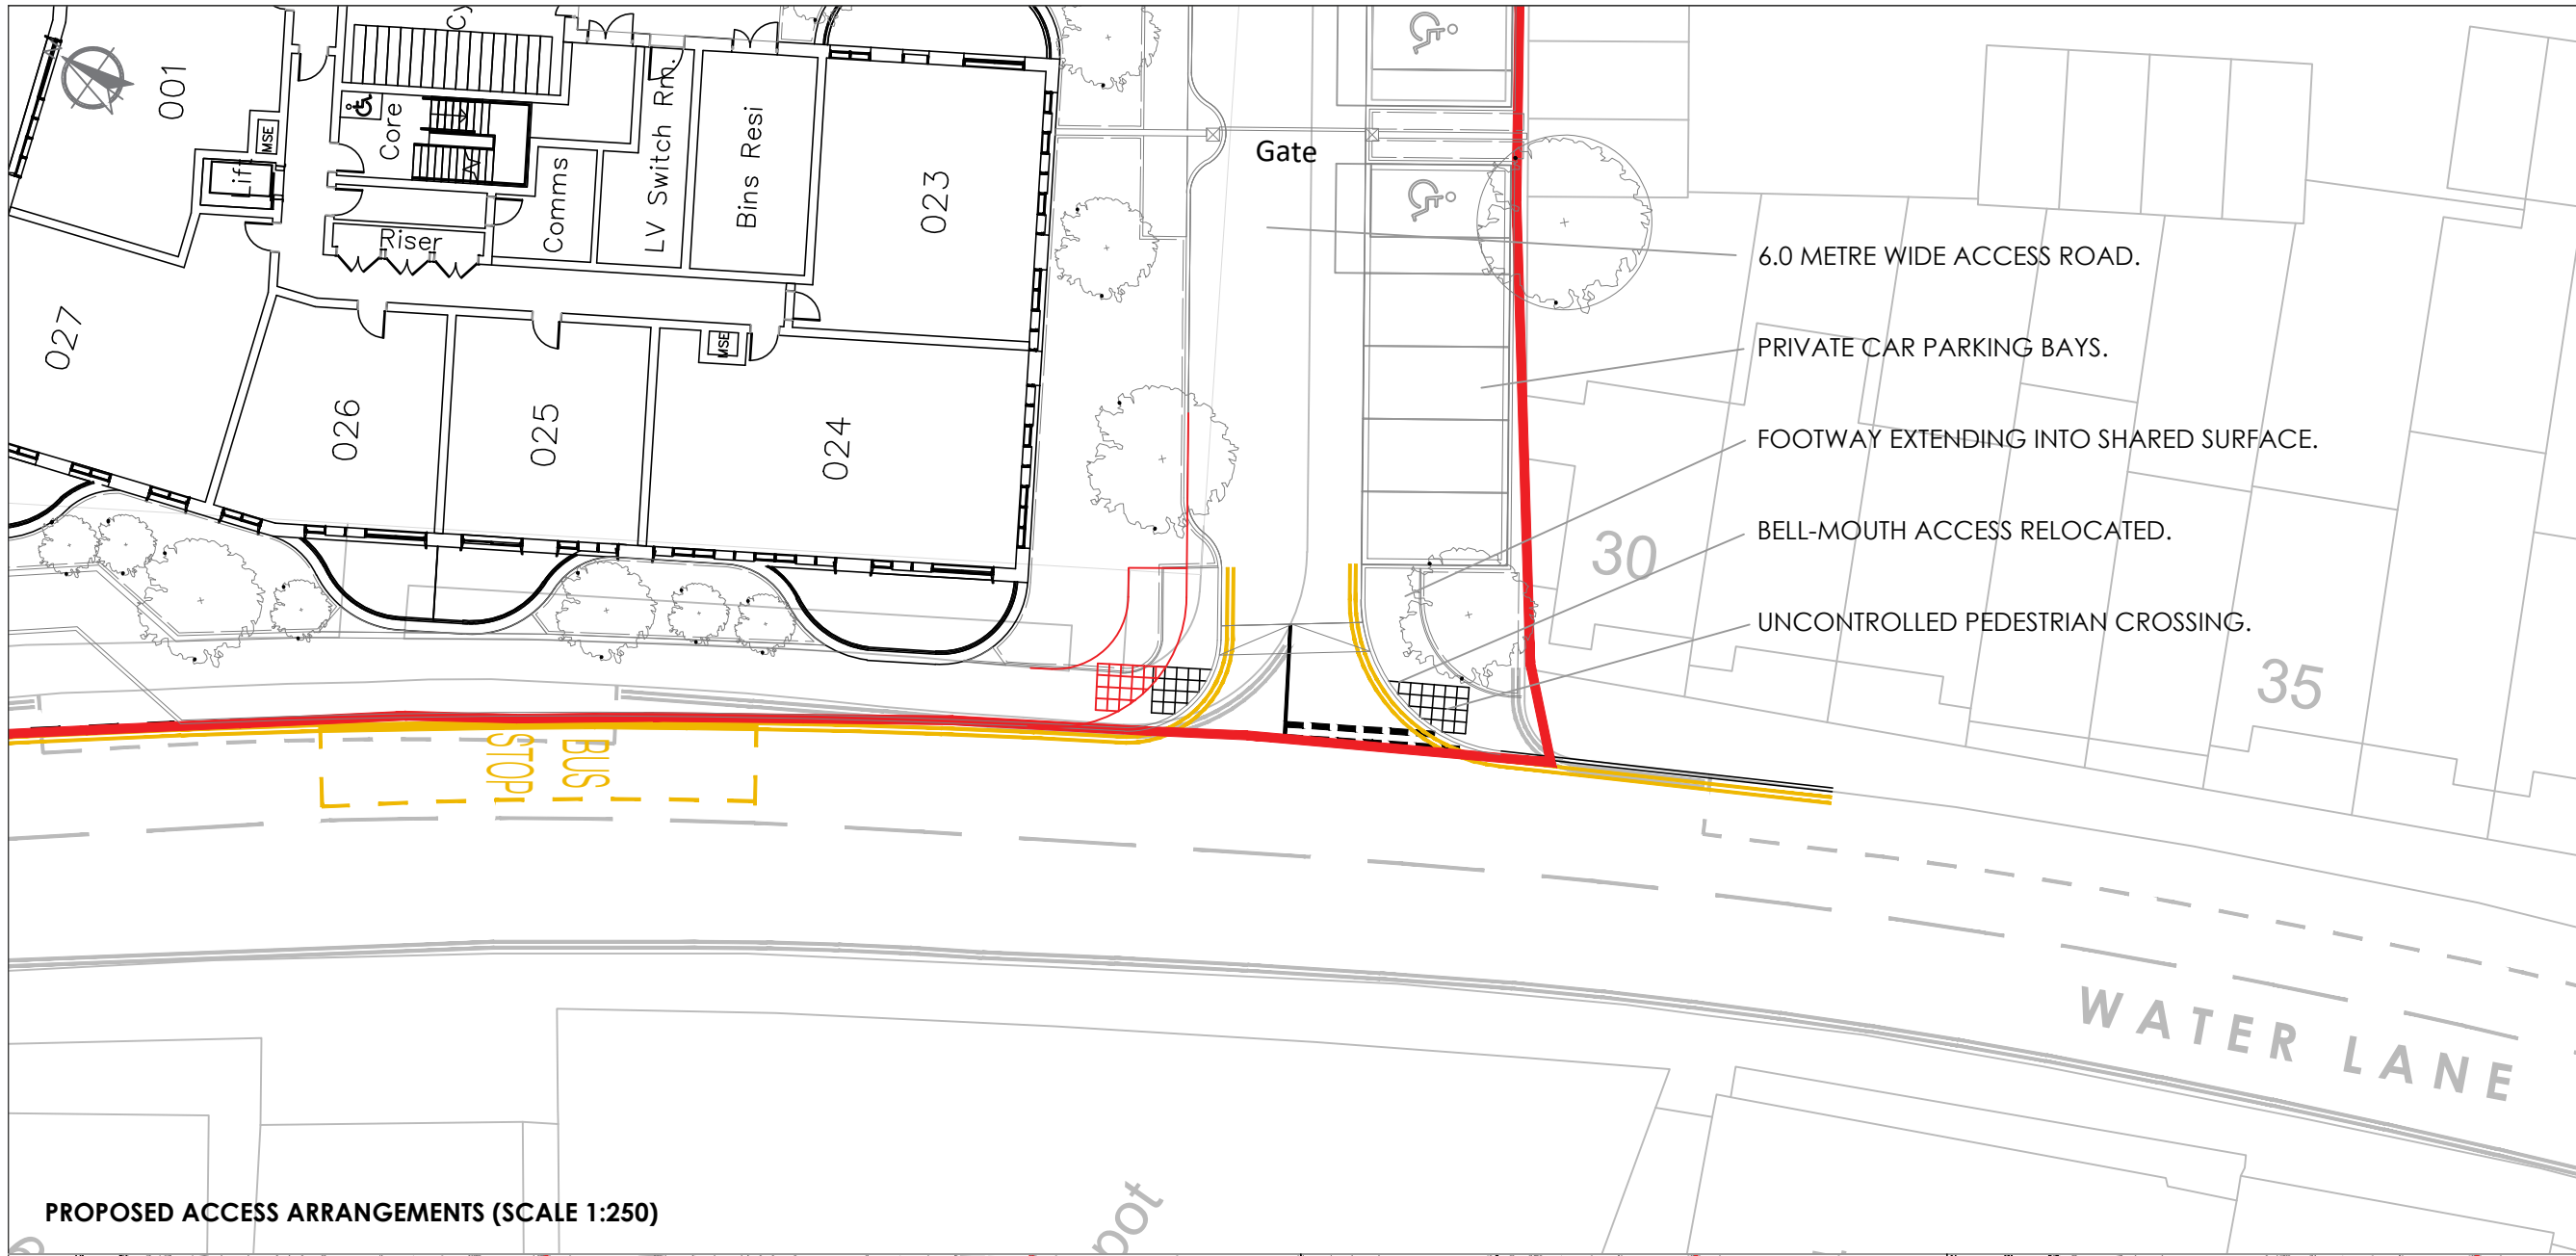 001
Core
Lift
MSE
Riser
Comms
LV Switch Rm.
Bins Resi
023
Gate
027
026
025
MSE
024
6.0 METRE WIDE ACCESS ROAD.
PRIVATE CAR PARKING BAYS.
FOOTWAY EXTENDING INTO SHARED SURFACE.
BELL-MOUTH ACCESS RELOCATED.
UNCONTROLLED PEDESTRIAN CROSSING.
30
35
BUS
STOP
WATER LANE
PROPOSED ACCESS ARRANGEMENTS (SCALE 1:250)